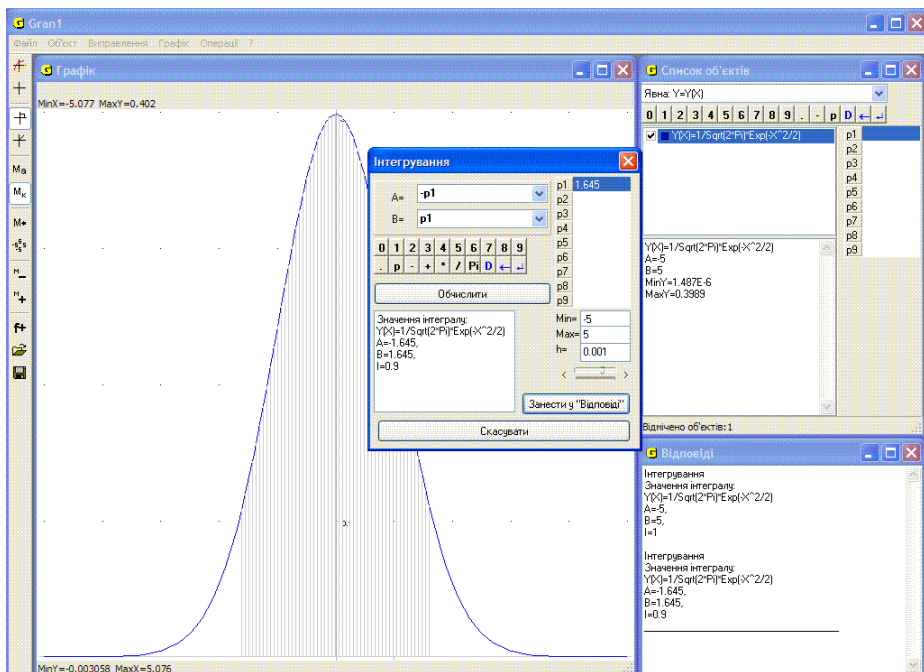 Gran1
Файл Об'єкт Виправлення Графік Операції ?
Графік
MinX=-5.077 MaxY=0.402
MinY=-0.003058 MaxX=5.076
Інтегрування
A= -p1
B= p1
0 1 2 3 4 5 6 7 8 9
. p - + * / Pi D ← ↵
Обчислити
Значення інтегралу:
Y(X)=1/Sqrt(2*Pi)*Exp(-X^2/2)
A=-1.645,
B=1.645,
I=0.9
p1 1.645
p2
p3
p4
p5
p6
p7
p8
p9
Min= -5
Max= 5
h= 0.001
< >
Занести у "Відповіді"
Скасувати
Список об'єктів
Явна: Y=Y(X)
0 1 2 3 4 5 6 7 8 9 . - p D ← ↵
Y(X)=1/Sqrt(2*Pi)*Exp(-X^2/2)
p1
p2
p3
p4
p5
p6
p7
p8
p9
Y(X)=1/Sqrt(2*Pi)*Exp(-X^2/2)
A=-5
B=5
MinY=1.487E-6
MaxY=0.3989
Відмічено об'єктів:1
Відповіді
Інтегрування
Значення інтегралу:
Y(X)=1/Sqrt(2*Pi)*Exp(-X^2/2)
A=-5,
B=5,
I=1
Інтегрування
Значення інтегралу:
Y(X)=1/Sqrt(2*Pi)*Exp(-X^2/2)
A=-1.645,
B=1.645,
I=0.9